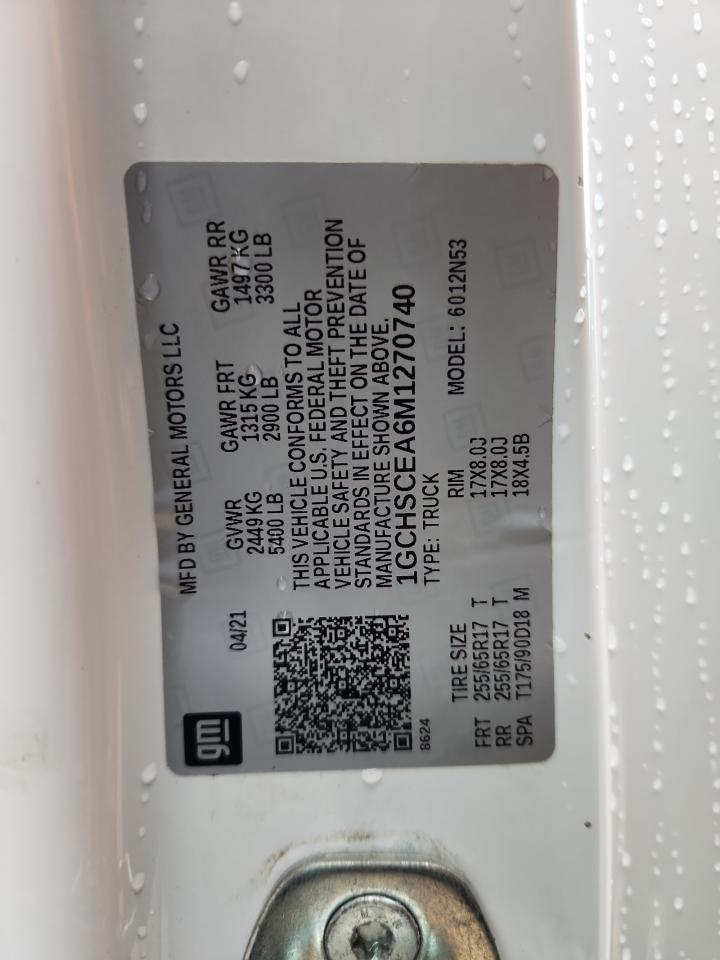 gm
MFD BY GENERAL MOTORS LLC
04/21
GVWR GAWR FRT GAWR RR
2449 KG 1315 KG 1497 KG
5400 LB 2900 LB 3300 LB
THIS VEHICLE CONFORMS TO ALL
APPLICABLE U.S. FEDERAL MOTOR
VEHICLE SAFETY AND THEFT PREVENTION
STANDARDS IN EFFECT ON THE DATE OF
MANUFACTURE SHOWN ABOVE.
1GCHSCEA6M1270740
8624
TYPE: TRUCK MODEL: 6012N53
TIRE SIZE RIM
FRT 255/65R17 T 17X8.0J
RR 255/65R17 T 17X8.0J
SPA T175/90D18 M 18X4.5B